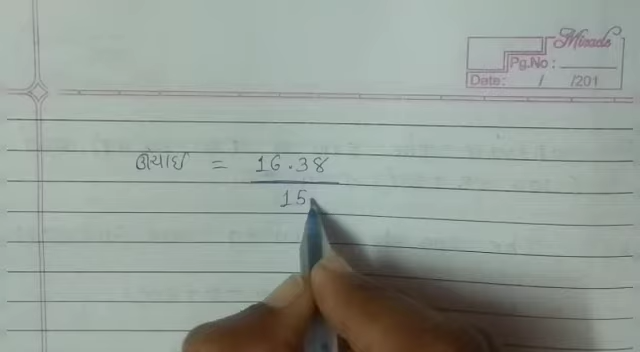 Miracle
Pg.No :
Date: / /201
ઊંચાઈ = 16.38
15